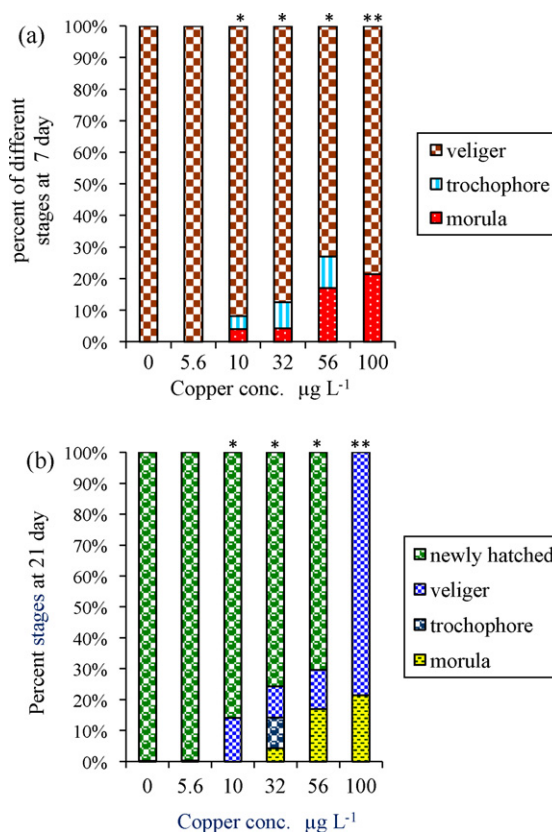 (a)
percent of different
stages at 7 day
* * * **
100%
90%
80%
70%
60%
50%
40%
30%
20%
10%
0%
0 5.6 10 32 56 100
Copper conc. µg L-1
veliger
trochophore
morula
(b)
Percent stages at 21 day
* * * **
100%
90%
80%
70%
60%
50%
40%
30%
20%
10%
0%
0 5.6 10 32 56 100
Copper conc. µg L-1
newly hatched
veliger
trochophore
morula